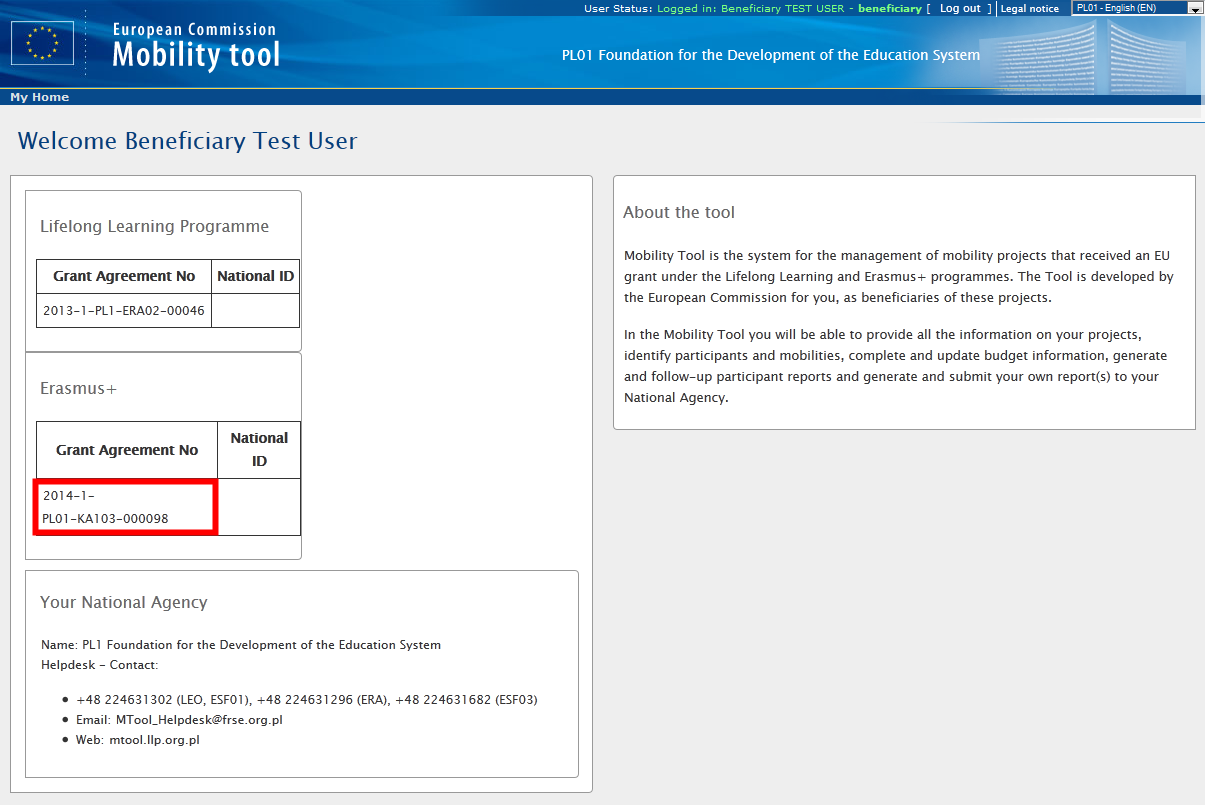 User Status: Logged in: Beneficiary TEST USER - beneficiary [ Log out ] Legal notice PL01 - English (EN)
European Commission
Mobility tool
PL01 Foundation for the Development of the Education System
My Home
Welcome Beneficiary Test User
Lifelong Learning Programme
Grant Agreement No National ID
2013-1-PL1-ERA02-00046
Erasmus+
Grant Agreement No National ID
2014-1-
PL01-KA103-000098
Your National Agency
Name: PL1 Foundation for the Development of the Education System
Helpdesk - Contact:
• +48 224631302 (LEO, ESF01), +48 224631296 (ERA), +48 224631682 (ESF03)
• Email: MTool_Helpdesk@frse.org.pl
• Web: mtool.llp.org.pl
About the tool
Mobility Tool is the system for the management of mobility projects that received an EU
grant under the Lifelong Learning and Erasmus+ programmes. The Tool is developed by
the European Commission for you, as beneficiaries of these projects.
In the Mobility Tool you will be able to provide all the information on your projects,
identify participants and mobilities, complete and update budget information, generate
and follow-up participant reports and generate and submit your own report(s) to your
National Agency.